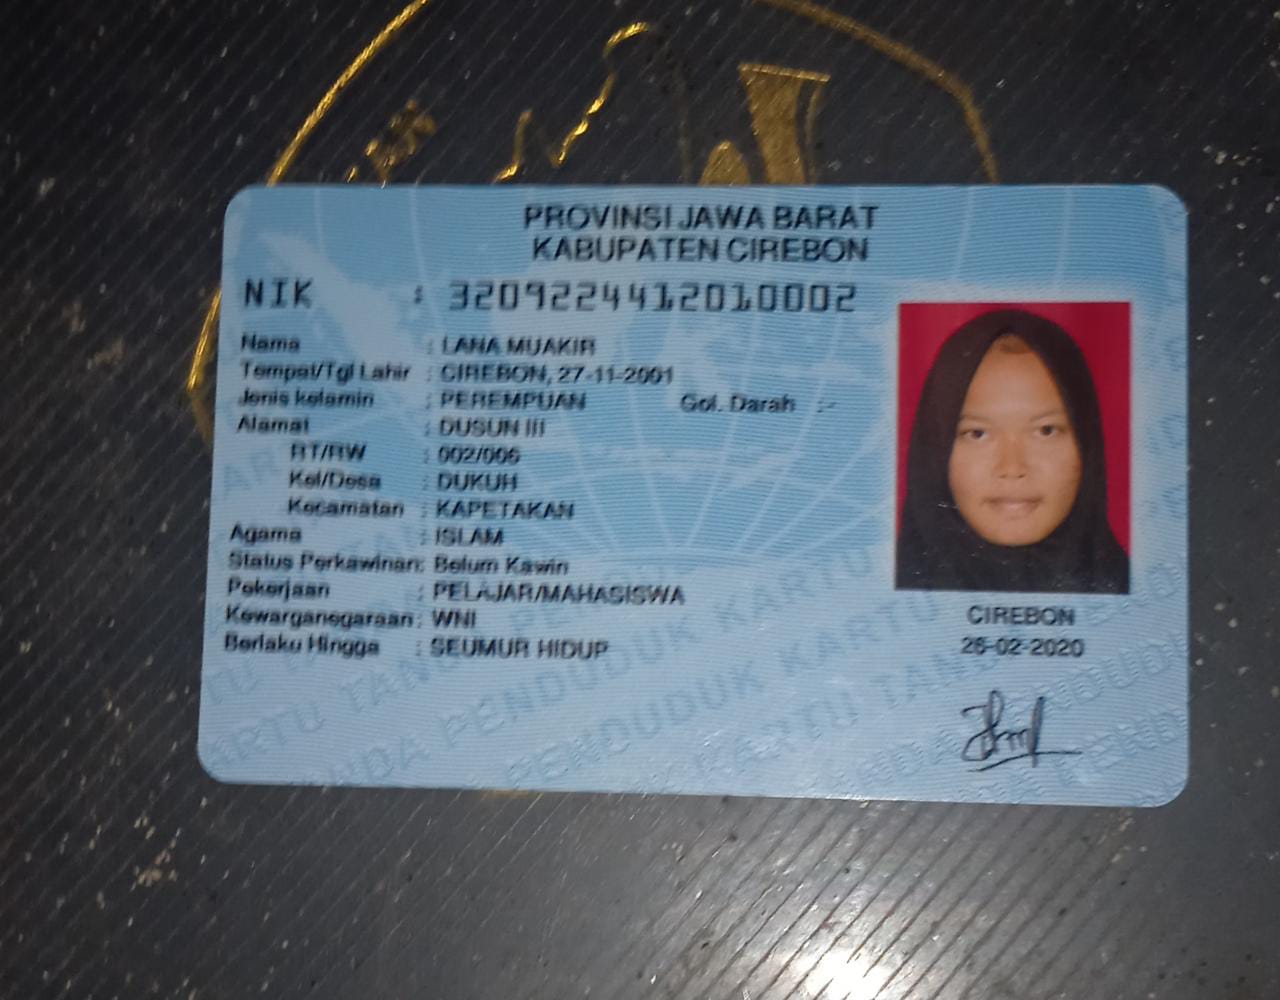 PROVINSI JAWA BARAT
KABUPATEN CIREBON
NIK : 3209224412010002
Nama : LANA MUAKIR
Tempat/Tgl Lahir : CIREBON, 27-11-2001
Jenis kelamin : PEREMPUAN Gol. Darah :-
Alamat : DUSUN III
RT/RW : 002/006
Kel/Desa : DUKUH
Kecamatan : KAPETAKAN
Agama : ISLAM
Status Perkawinan: Belum Kawin
Pekerjaan : PELAJAR/MAHASISWA
Kewarganegaraan: WNI
Berlaku Hingga : SEUMUR HIDUP
CIREBON
26-02-2020
KARTU TANDA PENDUDUK KARTU TANDA PENDUDUK